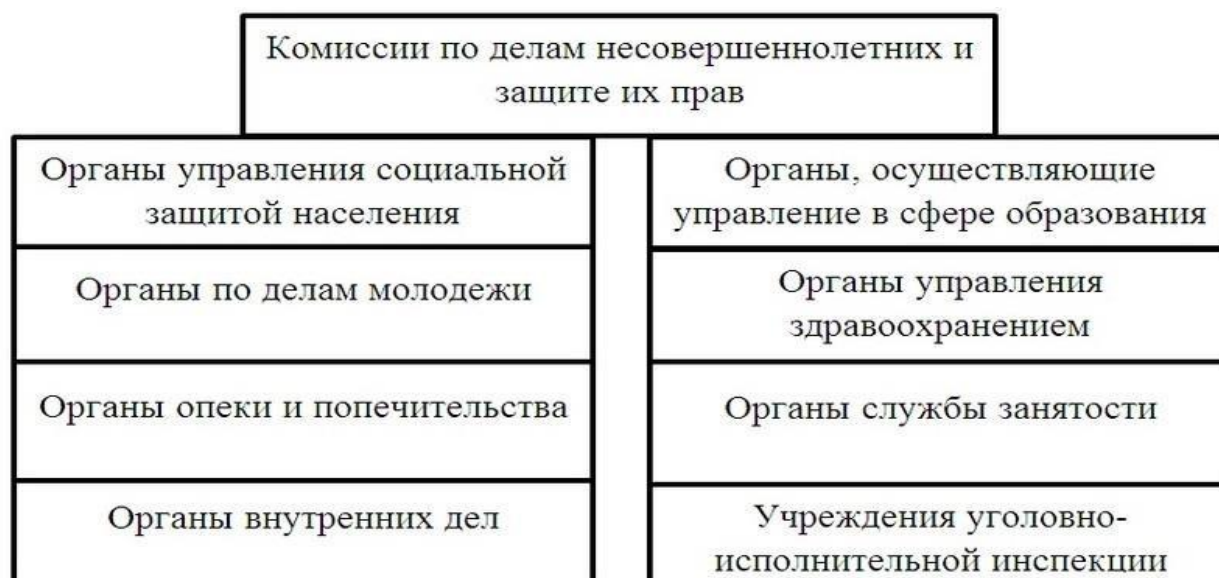 Комиссии по делам несовершеннолетних и
защите их прав
Органы управления социальной
защитой населения
Органы, осуществляющие
управление в сфере образования
Органы по делам молодежи
Органы управления
здравоохранением
Органы опеки и попечительства
Органы службы занятости
Органы внутренних дел
Учреждения уголовно-
исполнительной инспекции